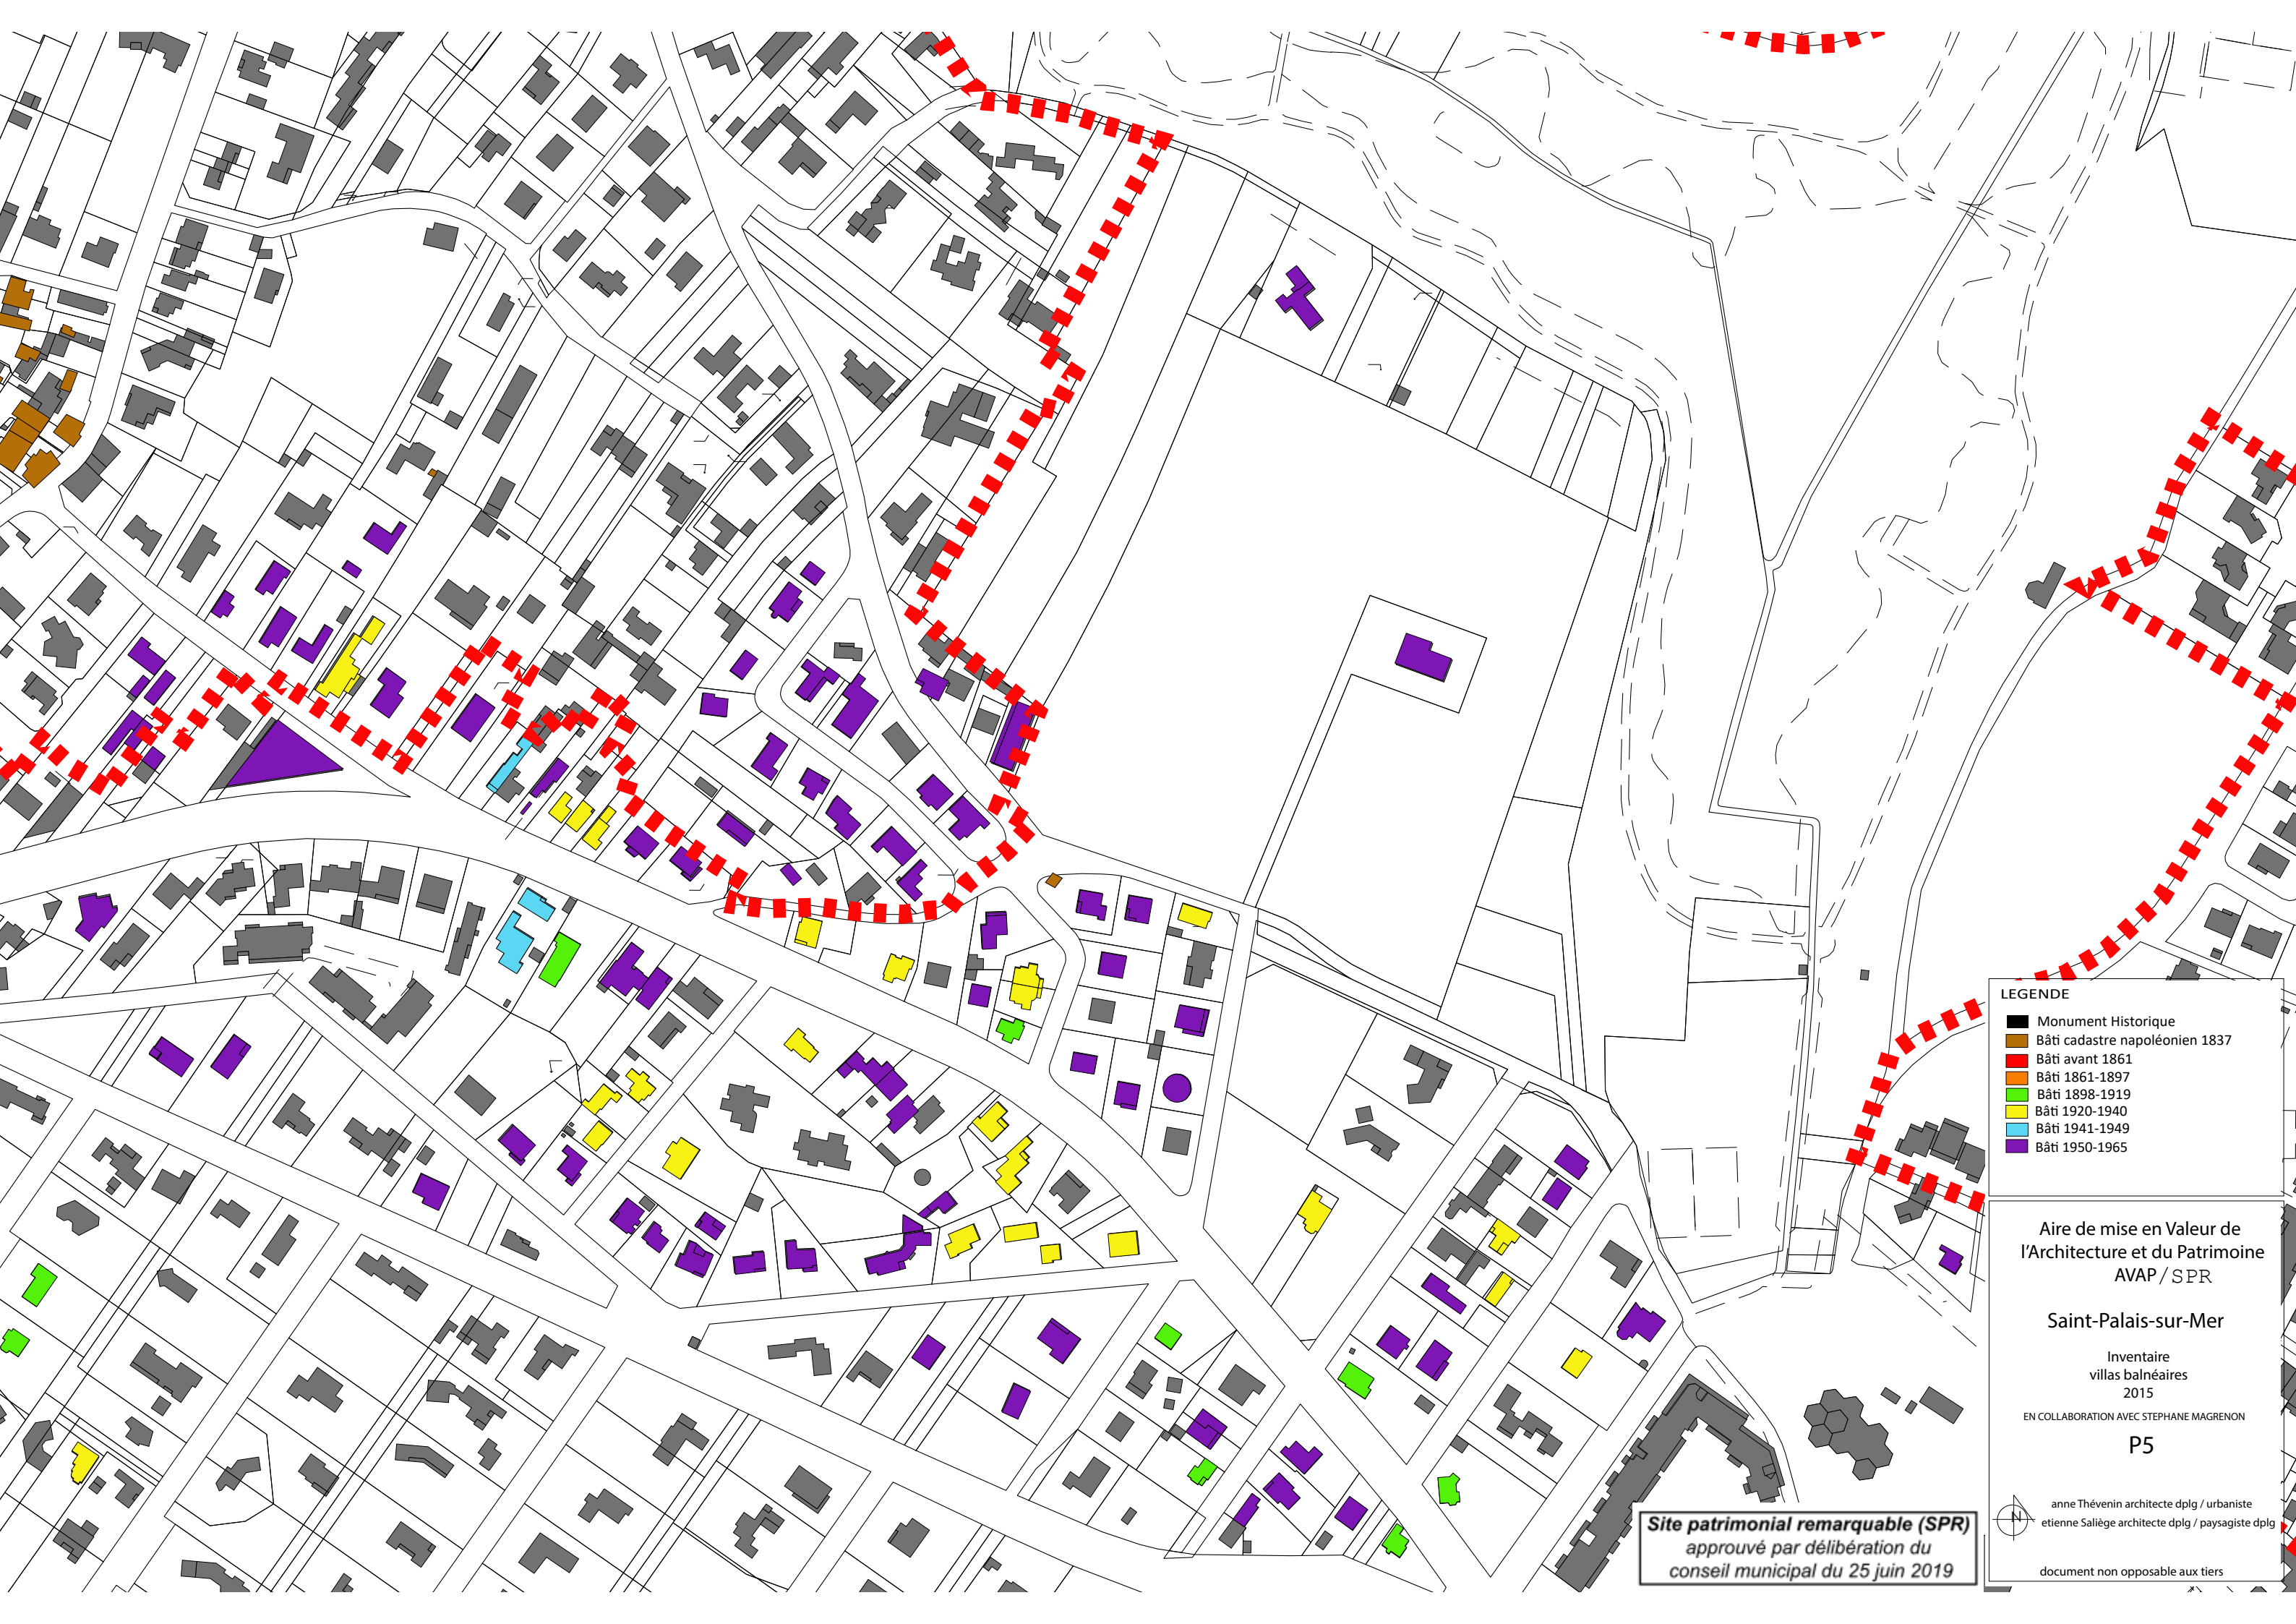 LEGENDE
Monument Historique
Bâti cadastre napoléonien 1837
Bâti avant 1861
Bâti 1861-1897
Bâti 1898-1919
Bâti 1920-1940
Bâti 1941-1949
Bâti 1950-1965
Aire de mise en Valeur de
l'Architecture et du Patrimoine
AVAP/SPR
Saint-Palais-sur-Mer
Inventaire
villas balnéaires
2015
EN COLLABORATION AVEC STEPHANE MAGRENON
P5
N
anne Thévenin architecte dplg / urbaniste
etienne Saliège architecte dplg / paysagiste dplg
document non opposable aux tiers
Site patrimonial remarquable (SPR)
approuvé par délibération du
conseil municipal du 25 juin 2019